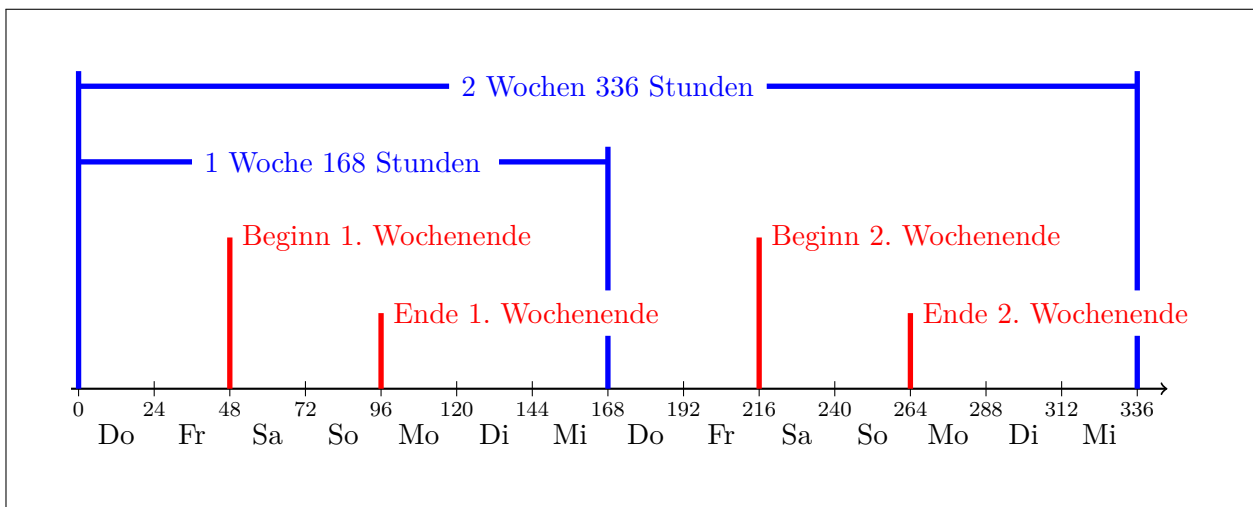 2 Wochen 336 Stunden
1 Woche 168 Stunden
Beginn 1. Wochenende Beginn 2. Wochenende
Ende 1. Wochenende Ende 2. Wochenende
0 24 48 72 96 120 144 168 192 216 240 264 288 312 336
Do Fr Sa So Mo Di Mi Do Fr Sa So Mo Di Mi